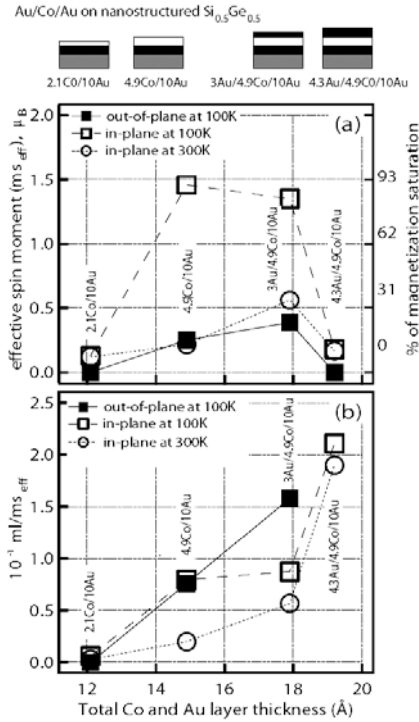 Au/Co/Au on nanostructured Si0.5Ge0.5
2.1C0/10Au 4.9Co/10Au 3Au/4.9Co/10Au 4.3Au/4.9C0/10Au
2.0
1.5
1.0
0.5
0.0
effective spin moment (ms eff), μB
out-of-plane at 100K
in-plane at 100K
in-plane at 300K
(a)
2.1Co/10Au
4.9Co/10Au
3Au/4.9Co/10Au
4.3Au/4.9Co/10Au
93
62
31
0
% of magnetization saturation
2.5
2.0
1.5
1.0
0.5
0.0
10⁻¹ ml/ms eff
out-of-plane at 100K
in-plane at 100K
in-plane at 300K
(b)
2.1Co/10Au
4.9Co/10Au
3Au/4.9Co/10Au
4.3Au/4.9Co/10Au
12 14 16 18 20
Total Co and Au layer thickness (Å)